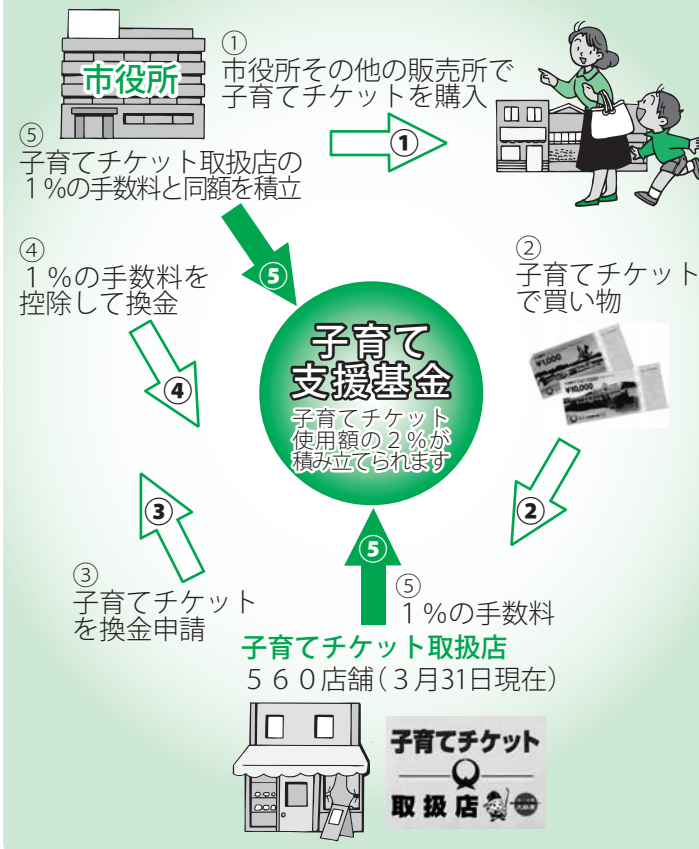 市役所
①
市役所その他の販売所で
子育てチケットを購入
①
⑤
子育てチケット取扱店の
1%の手数料と同額を積立
⑤
④
1%の手数料を
控除して換金
④
②
子育てチケット
で買い物
¥1,000
¥10,000
②
子育て
支援基金
子育てチケット
使用額の2%が
積み立てられます
③
③
子育てチケット
を換金申請
⑤
⑤
1%の手数料
子育てチケット取扱店
560店舗(3月31日現在)
子育てチケット
取扱店